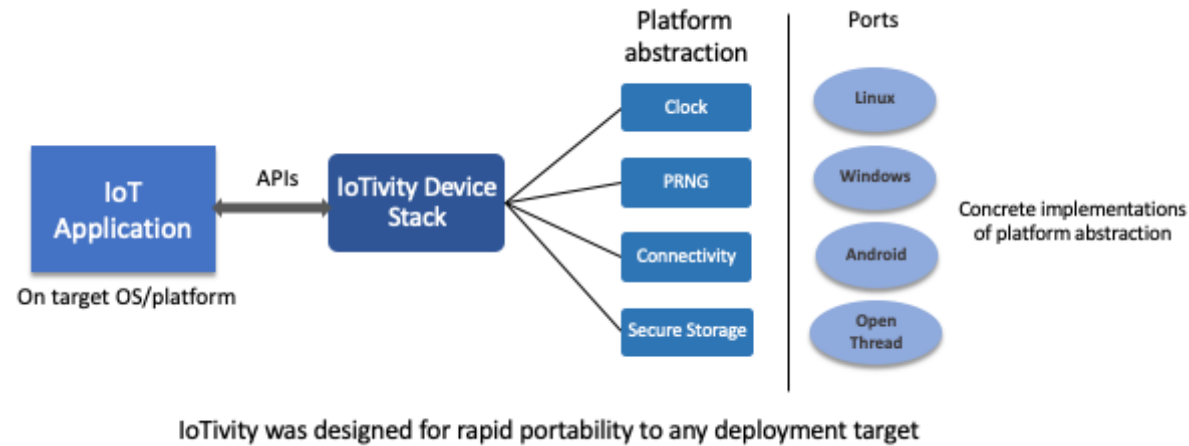 Platform
abstraction
Ports
Clock
Linux
IoT
Application
APIs
IoTivity Device
Stack
PRNG
Windows
Concrete implementations
of platform abstraction
Connectivity
Android
On target OS/platform
Secure Storage
Open
Thread
IoTivity was designed for rapid portability to any deployment target